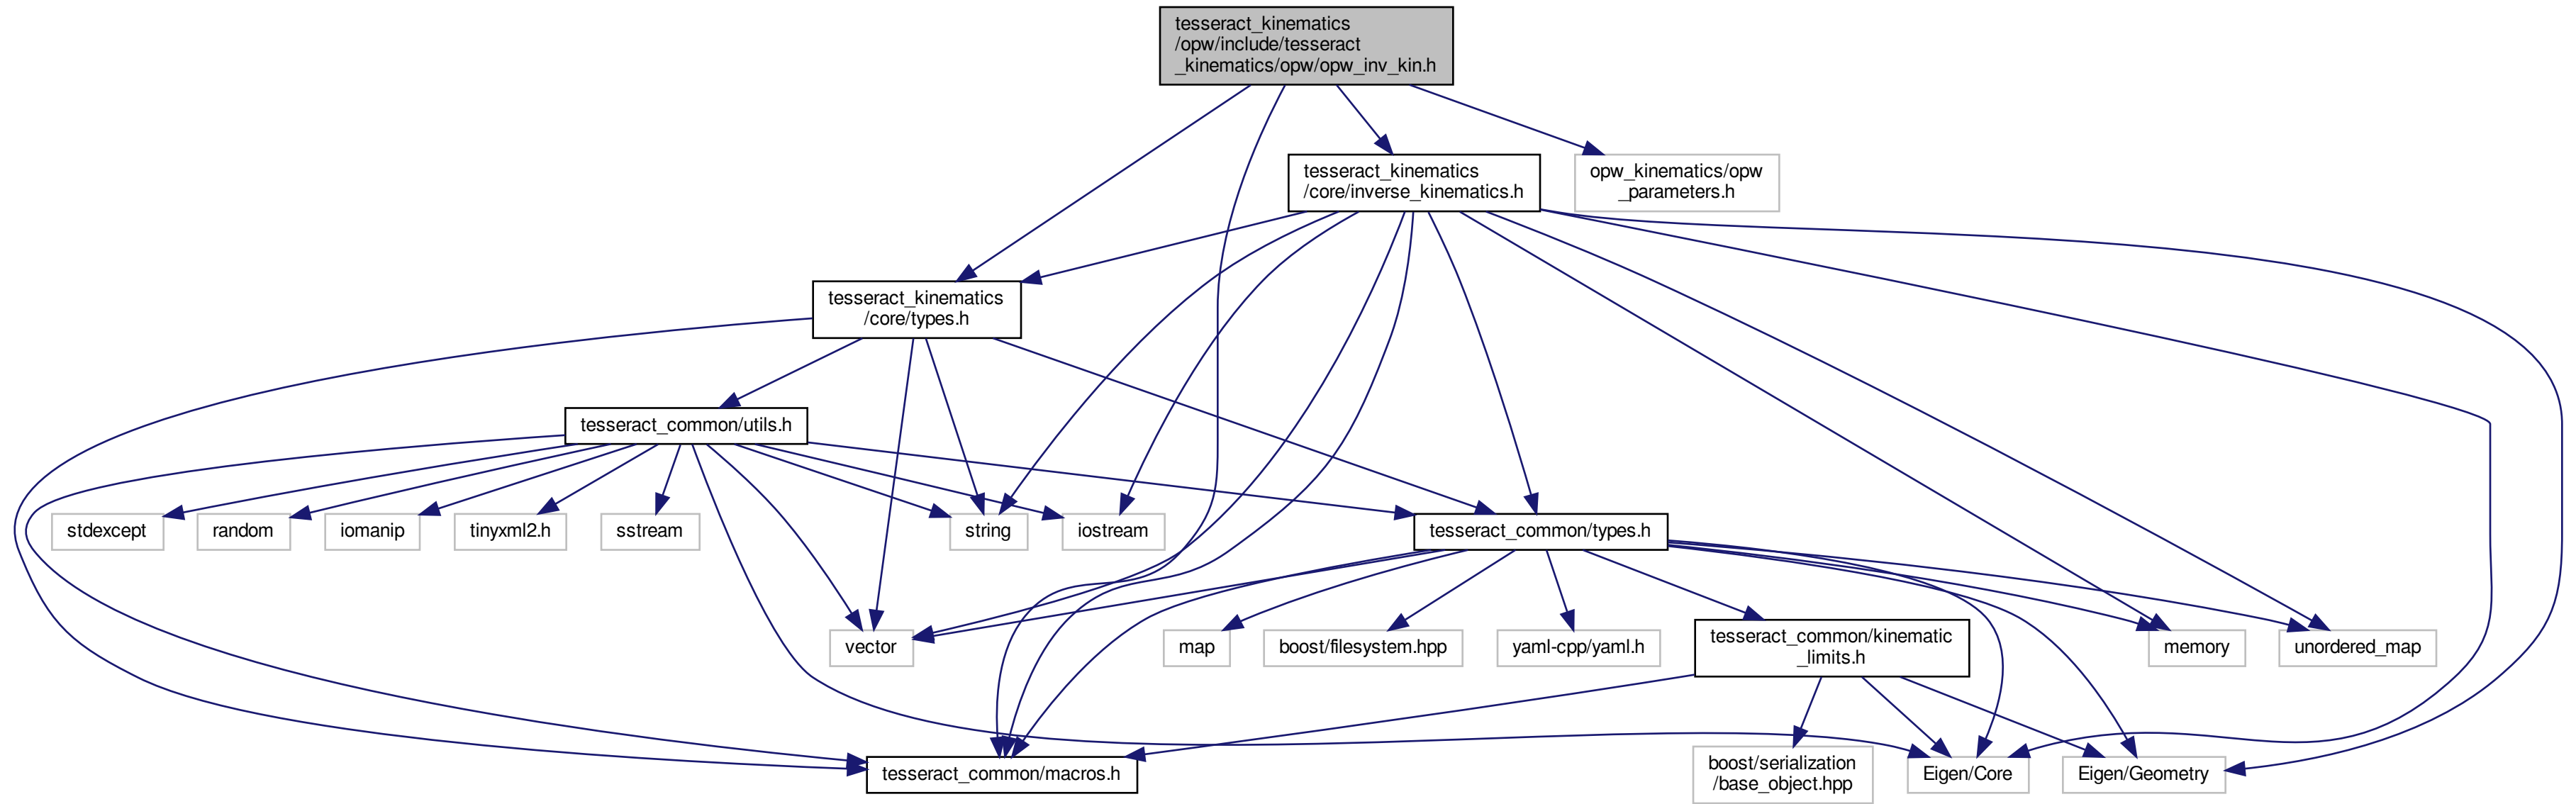 tesseract_kinematics
/opw/include/tesseract
_kinematics/opw/opw_inv_kin.h
tesseract_kinematics
/core/inverse_kinematics.h
opw_kinematics/opw
_parameters.h
tesseract_kinematics
/core/types.h
tesseract_common/utils.h
stdexcept
random
iomanip
tinyxml2.h
sstream
string
iostream
tesseract_common/types.h
vector
map
boost/filesystem.hpp
yaml-cpp/yaml.h
tesseract_common/kinematic
_limits.h
memory
unordered_map
tesseract_common/macros.h
boost/serialization
/base_object.hpp
Eigen/Core
Eigen/Geometry